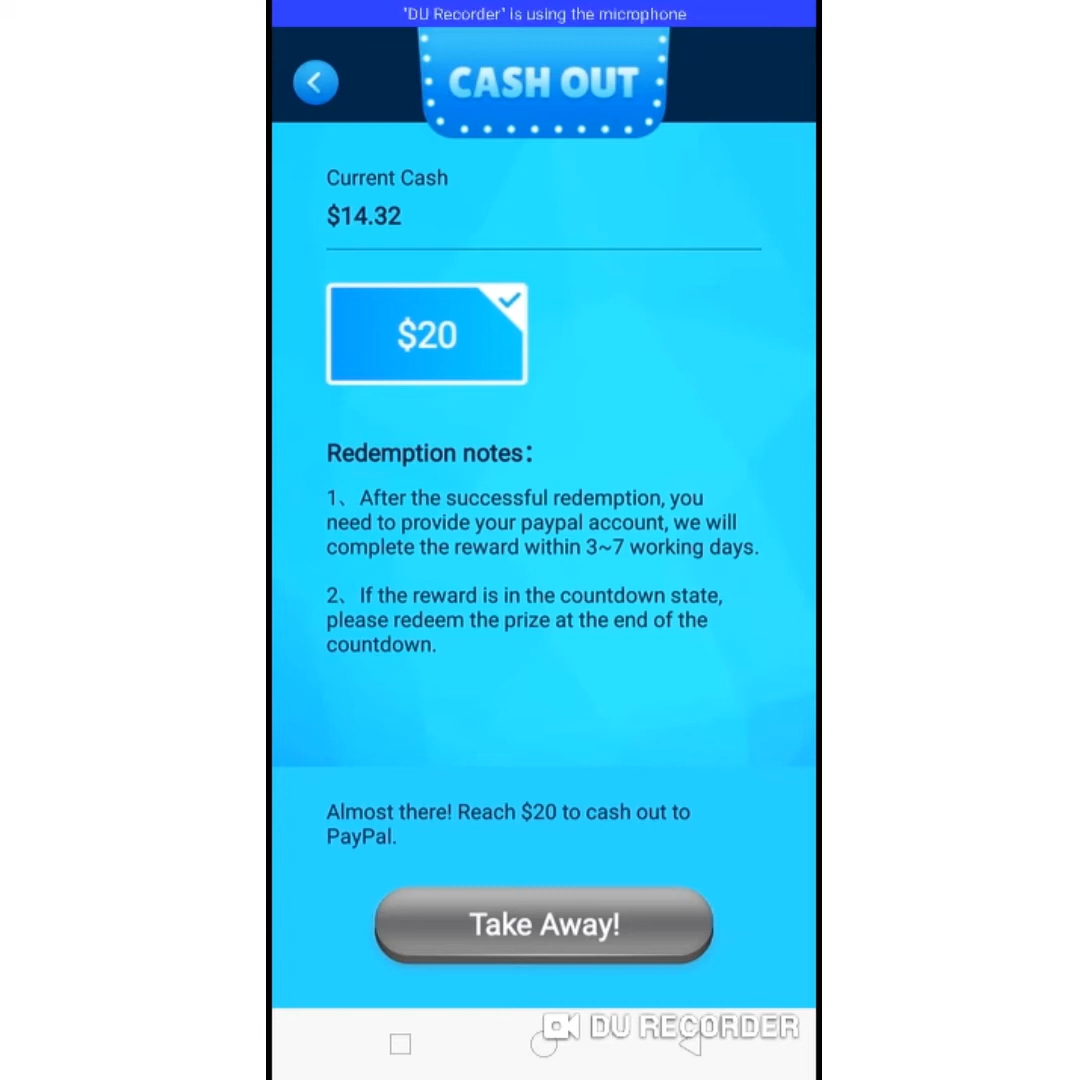 'DU Recorder' is using the microphone
CASH OUT
Current Cash
$14.32
$20
Redemption notes：
1、After the successful redemption, you
need to provide your paypal account, we will
complete the reward within 3~7 working days.
2、If the reward is in the countdown state,
please redeem the prize at the end of the
countdown.
Almost there! Reach $20 to cash out to
PayPal.
Take Away!
DU RECORDER